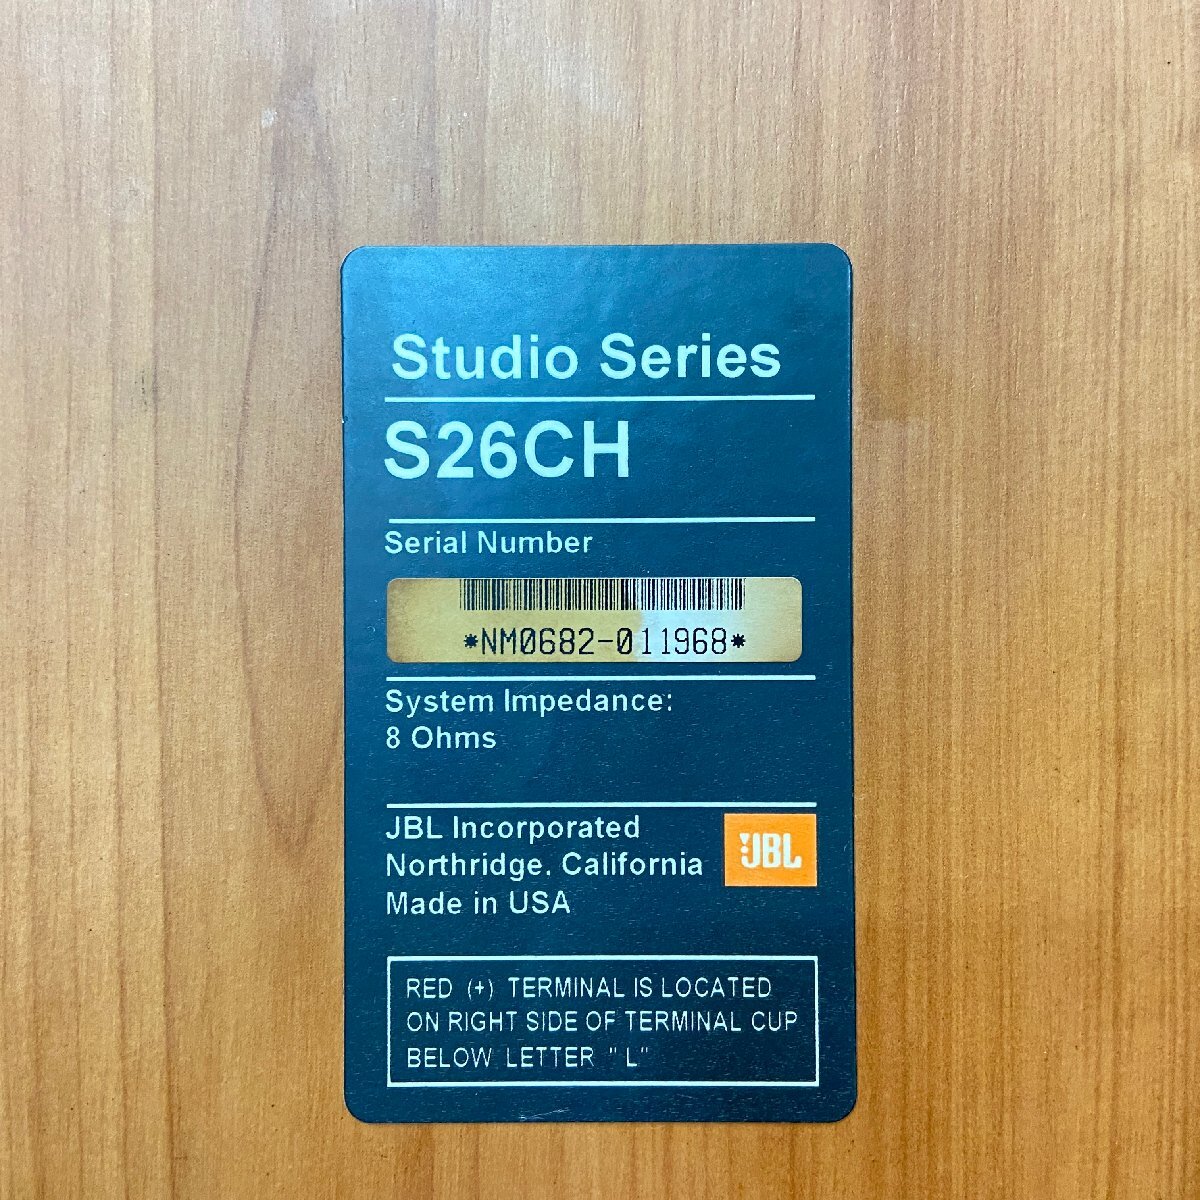 Studio Series
S26CH
Serial Number
*NM0682-011968*
System Impedance:
8 Ohms
JBL Incorporated
Northridge. California
Made in USA
JBL
RED (+) TERMINAL IS LOCATED
ON RIGHT SIDE OF TERMINAL CUP
BELOW LETTER "L"